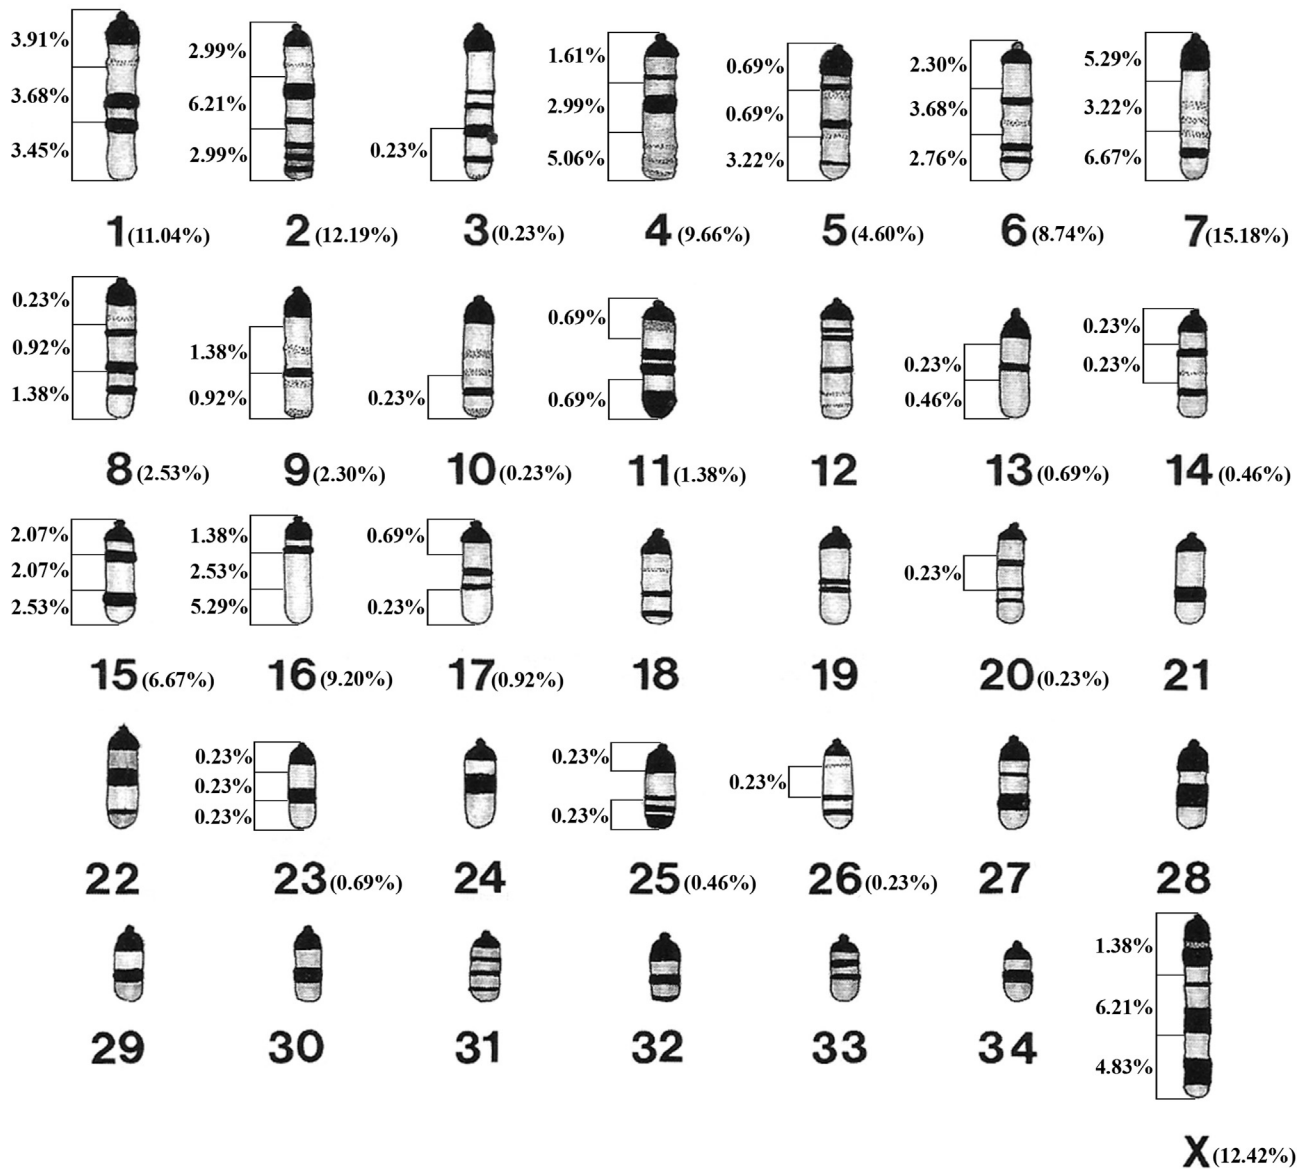 3.91% 2.99% 1.61% 0.69% 2.30% 5.29%
3.68% 6.21% 2.99% 0.69% 3.68% 3.22%
3.45% 2.99% 0.23% 5.06% 3.22% 2.76% 6.67%
1(11.04%) 2(12.19%) 3(0.23%) 4(9.66%) 5(4.60%) 6(8.74%) 7(15.18%)
0.23% 0.69% 0.23%
0.92% 1.38% 0.23% 0.23%
1.38% 0.92% 0.23% 0.69% 0.46%
8(2.53%) 9(2.30%) 10(0.23%) 11(1.38%) 12 13(0.69%) 14(0.46%)
2.07% 1.38% 0.69%
2.07% 2.53% 0.23%
2.53% 5.29% 0.23%
15(6.67%) 16(9.20%) 17(0.92%) 18 19 20(0.23%) 21
0.23% 0.23%
0.23% 0.23%
0.23% 0.23%
22 23(0.69%) 24 25(0.46%) 26(0.23%) 27 28
1.38%
6.21%
29 30 31 32 33 34
4.83%
X(12.42%)